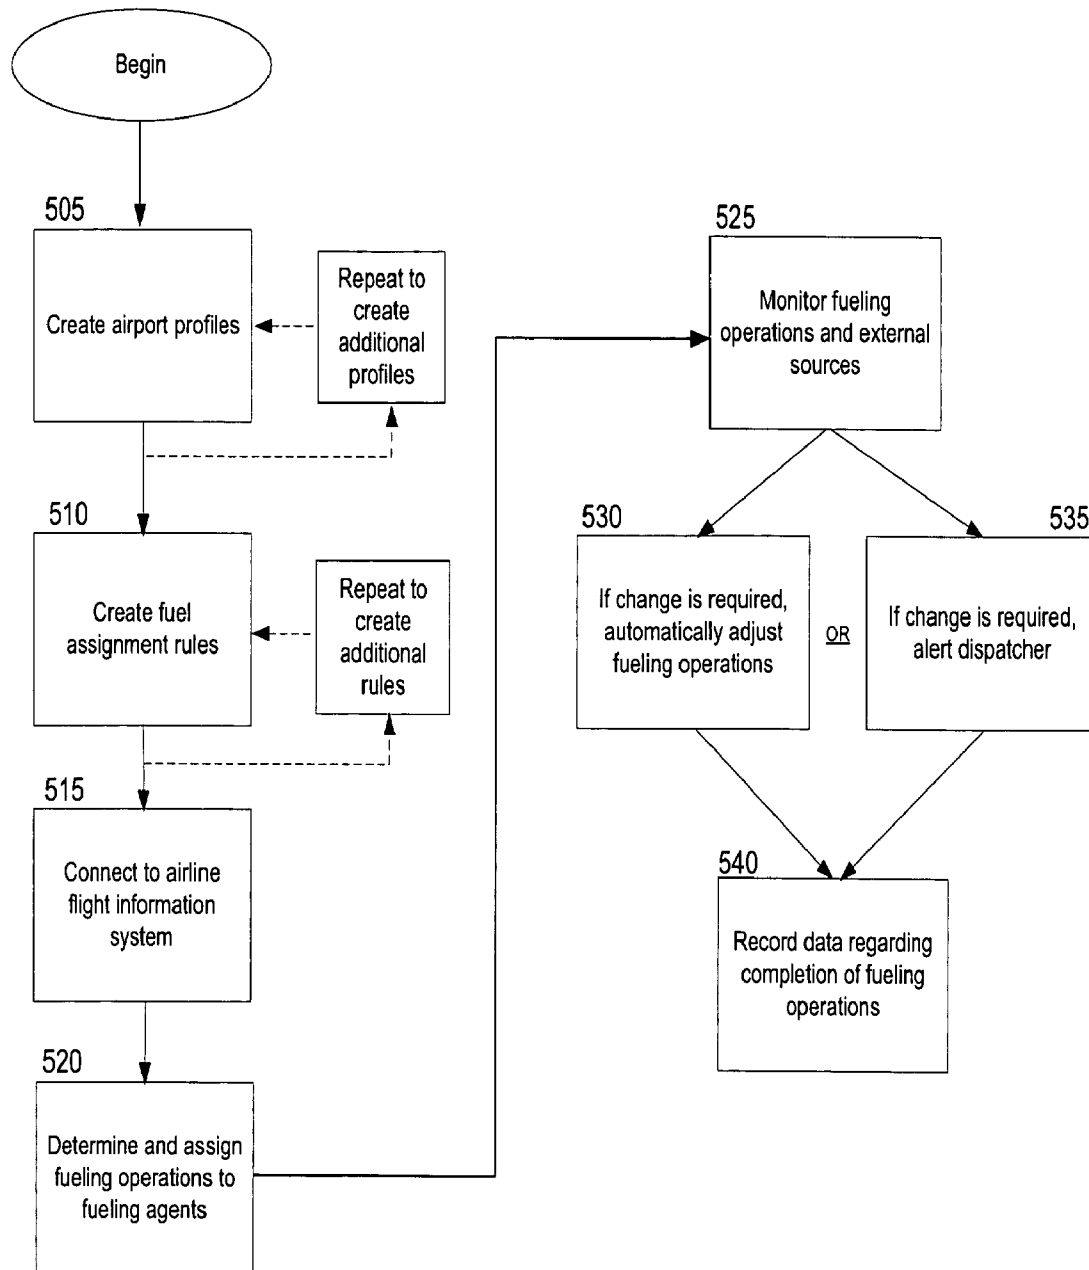 Begin
505
Create airport profiles
Repeat to
create
additional
profiles
510
Create fuel
assignment rules
Repeat to
create
additional
rules
515
Connect to airline
flight information
system
520
Determine and assign
fueling operations to
fueling agents
525
Monitor fueling
operations and external
sources
530
If change is required,
automatically adjust
fueling operations
OR
535
If change is required,
alert dispatcher
540
Record data regarding
completion of fueling
operations